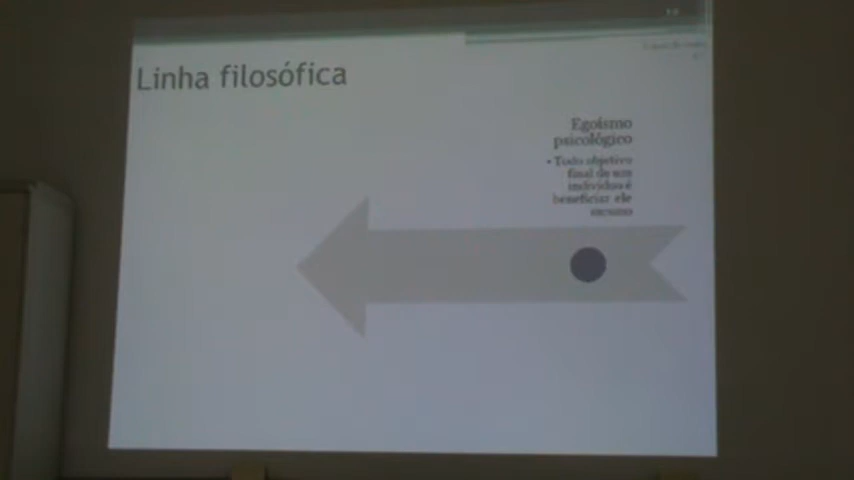 Linha filosófica
Egoísmo
psicológico
• Todo objetivo
final de um
indivíduo é
beneficiar ele
mesmo